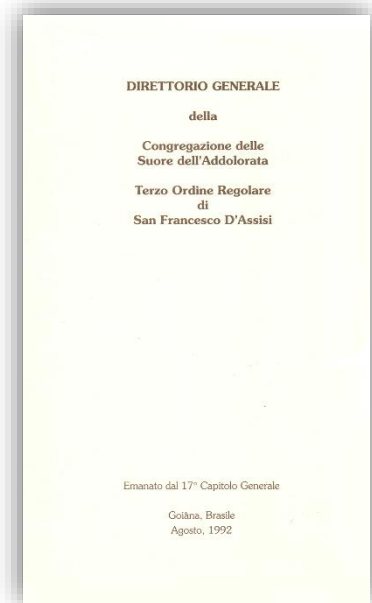 DIRETTORIO GENERALE
della
Congregazione delle
Suore dell'Addolorata
Terzo Ordine Regolare
di
San Francesco D'Assisi
Emanato dal 17° Capitolo Generale
Goiâna, Brasile
Agosto, 1992